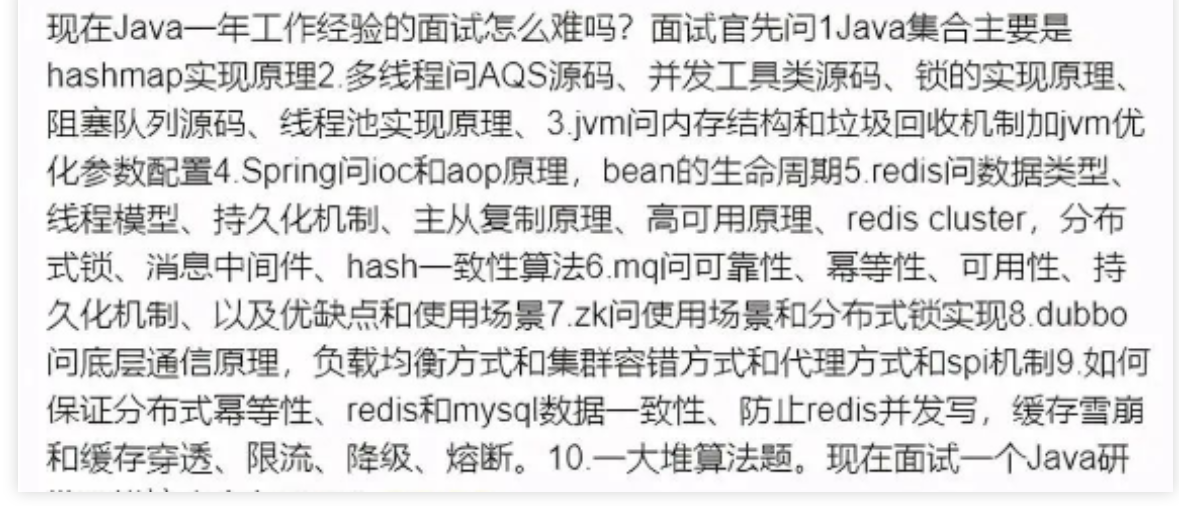 现在Java一年工作经验的面试怎么难吗？面试官先问1Java集合主要是
hashmap实现原理2.多线程问AQS源码、并发工具类源码、锁的实现原理、
阻塞队列源码、线程池实现原理、3.jvm问内存结构和垃圾回收机制加jvm优
化参数配置4.Spring问ioc和aop原理，bean的生命周期5.redis问数据类型、
线程模型、持久化机制、主从复制原理、高可用原理、redis cluster，分布
式锁、消息中间件、hash一致性算法6.mq问可靠性、幂等性、可用性、持
久化机制、以及优缺点和使用场景7.zk问使用场景和分布式锁实现8.dubbo
问底层通信原理，负载均衡方式和集群容错方式和代理方式和spi机制9.如何
保证分布式幂等性、redis和mysql数据一致性、防止redis并发写，缓存雪崩
和缓存穿透、限流、降级、熔断。10.一大堆算法题。现在面试一个Java研